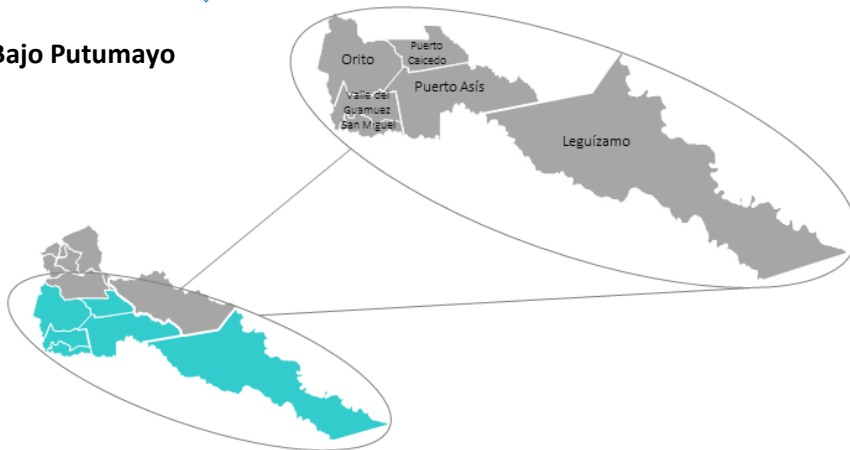 Bajo Putumayo
Orito
Puerto
Caicedo
Puerto Asís
Valle del
Guamuez
San Miguel
Leguízamo